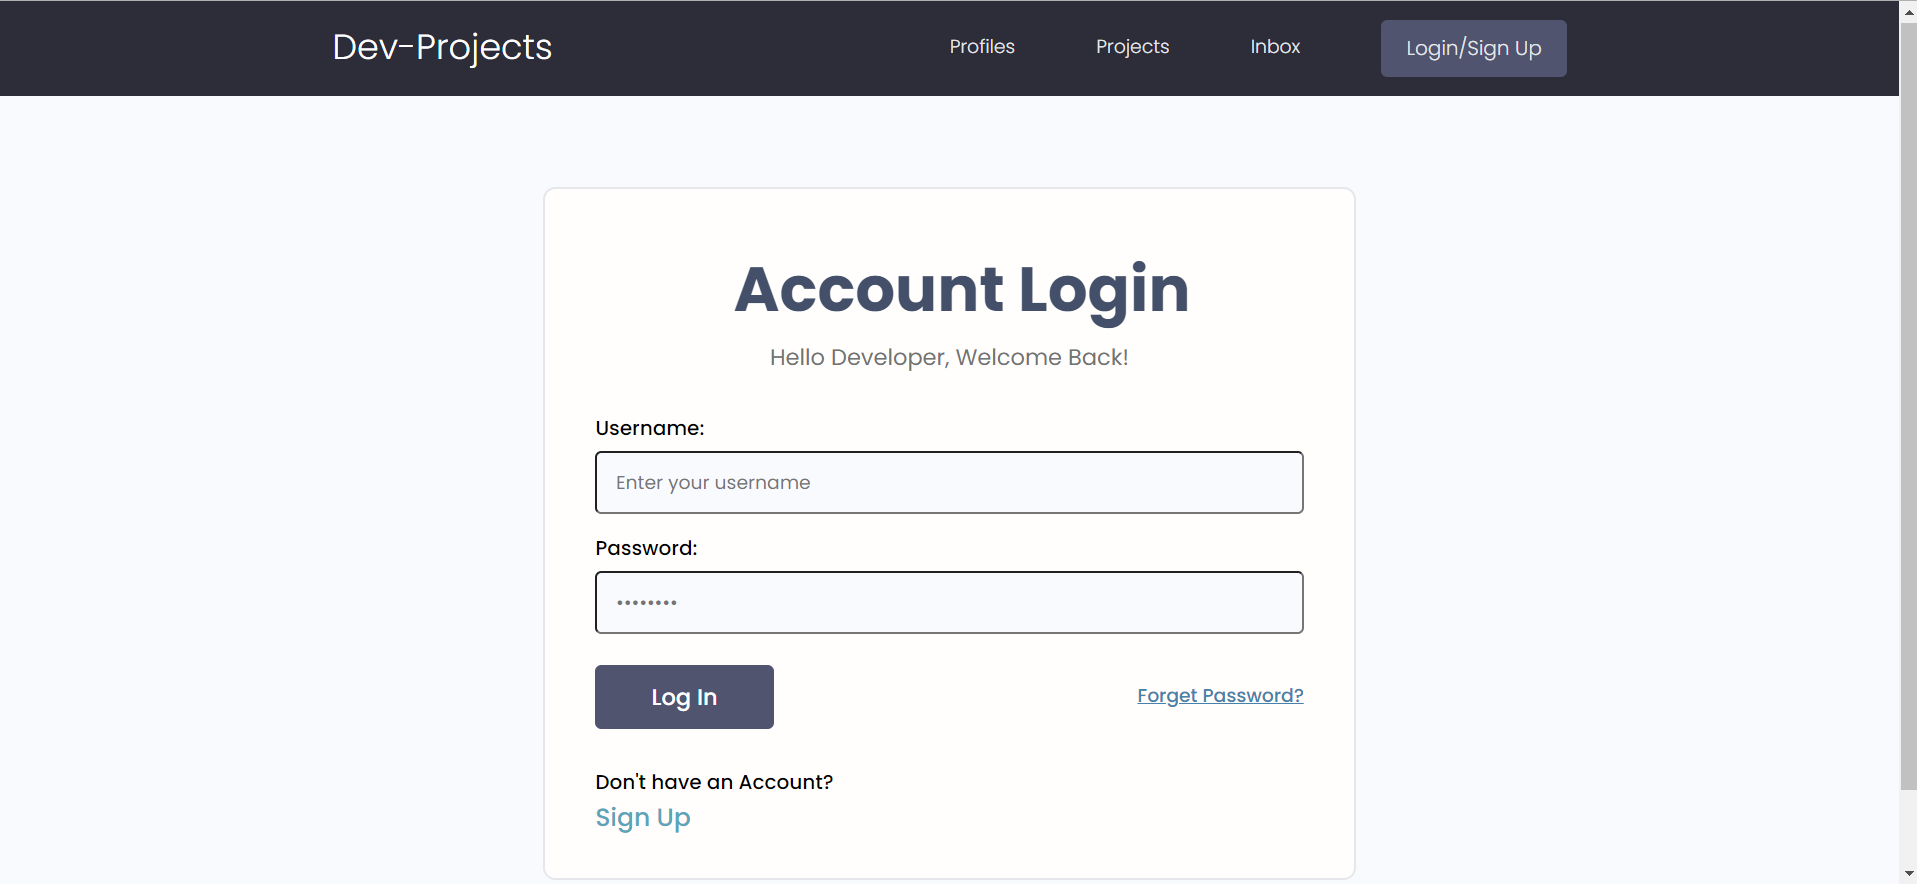 Dev-Projects
Profiles
Projects
Inbox
Login/Sign Up
Account Login
Hello Developer, Welcome Back!
Username:
Enter your username
Password:
••••••••
Log In
Forget Password?
Don't have an Account?
Sign Up